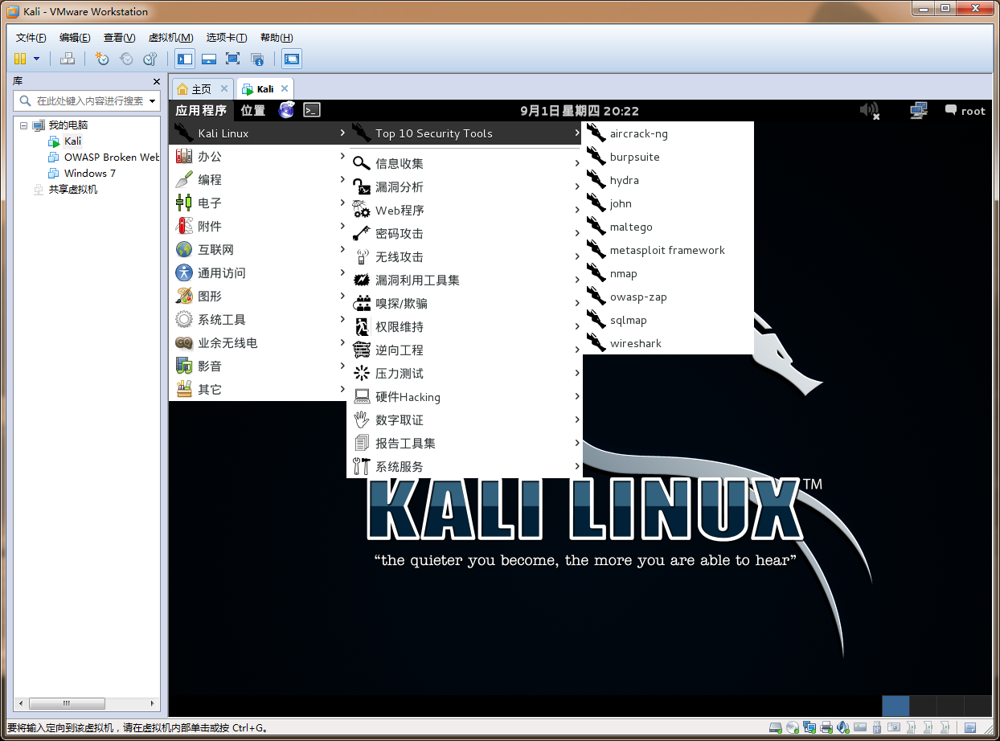 Kali - VMware Workstation
文件(F) 编辑(E) 查看(V) 虚拟机(M) 选项卡(T) 帮助(H)
库
在此处键入内容进行搜索
我的电脑
Kali
OWASP Broken Web
Windows 7
共享虚拟机
主页 Kali
应用程序 位置 9月1日星期四 20:22 root
Kali Linux
办公
编程
电子
附件
互联网
通用访问
图形
系统工具
业余无线电
影音
其它
Top 10 Security Tools
信息收集
漏洞分析
Web程序
密码攻击
无线攻击
漏洞利用工具集
嗅探/欺骗
权限维持
逆向工程
压力测试
硬件Hacking
数字取证
报告工具集
系统服务
aircrack-ng
burpsuite
hydra
john
maltego
metasploit framework
nmap
owasp-zap
sqlmap
wireshark
KALI LINUX TM
“the quieter you become, the more you are able to hear”
要将输入定向到该虚拟机，请在虚拟机内部单击或按 Ctrl+G。